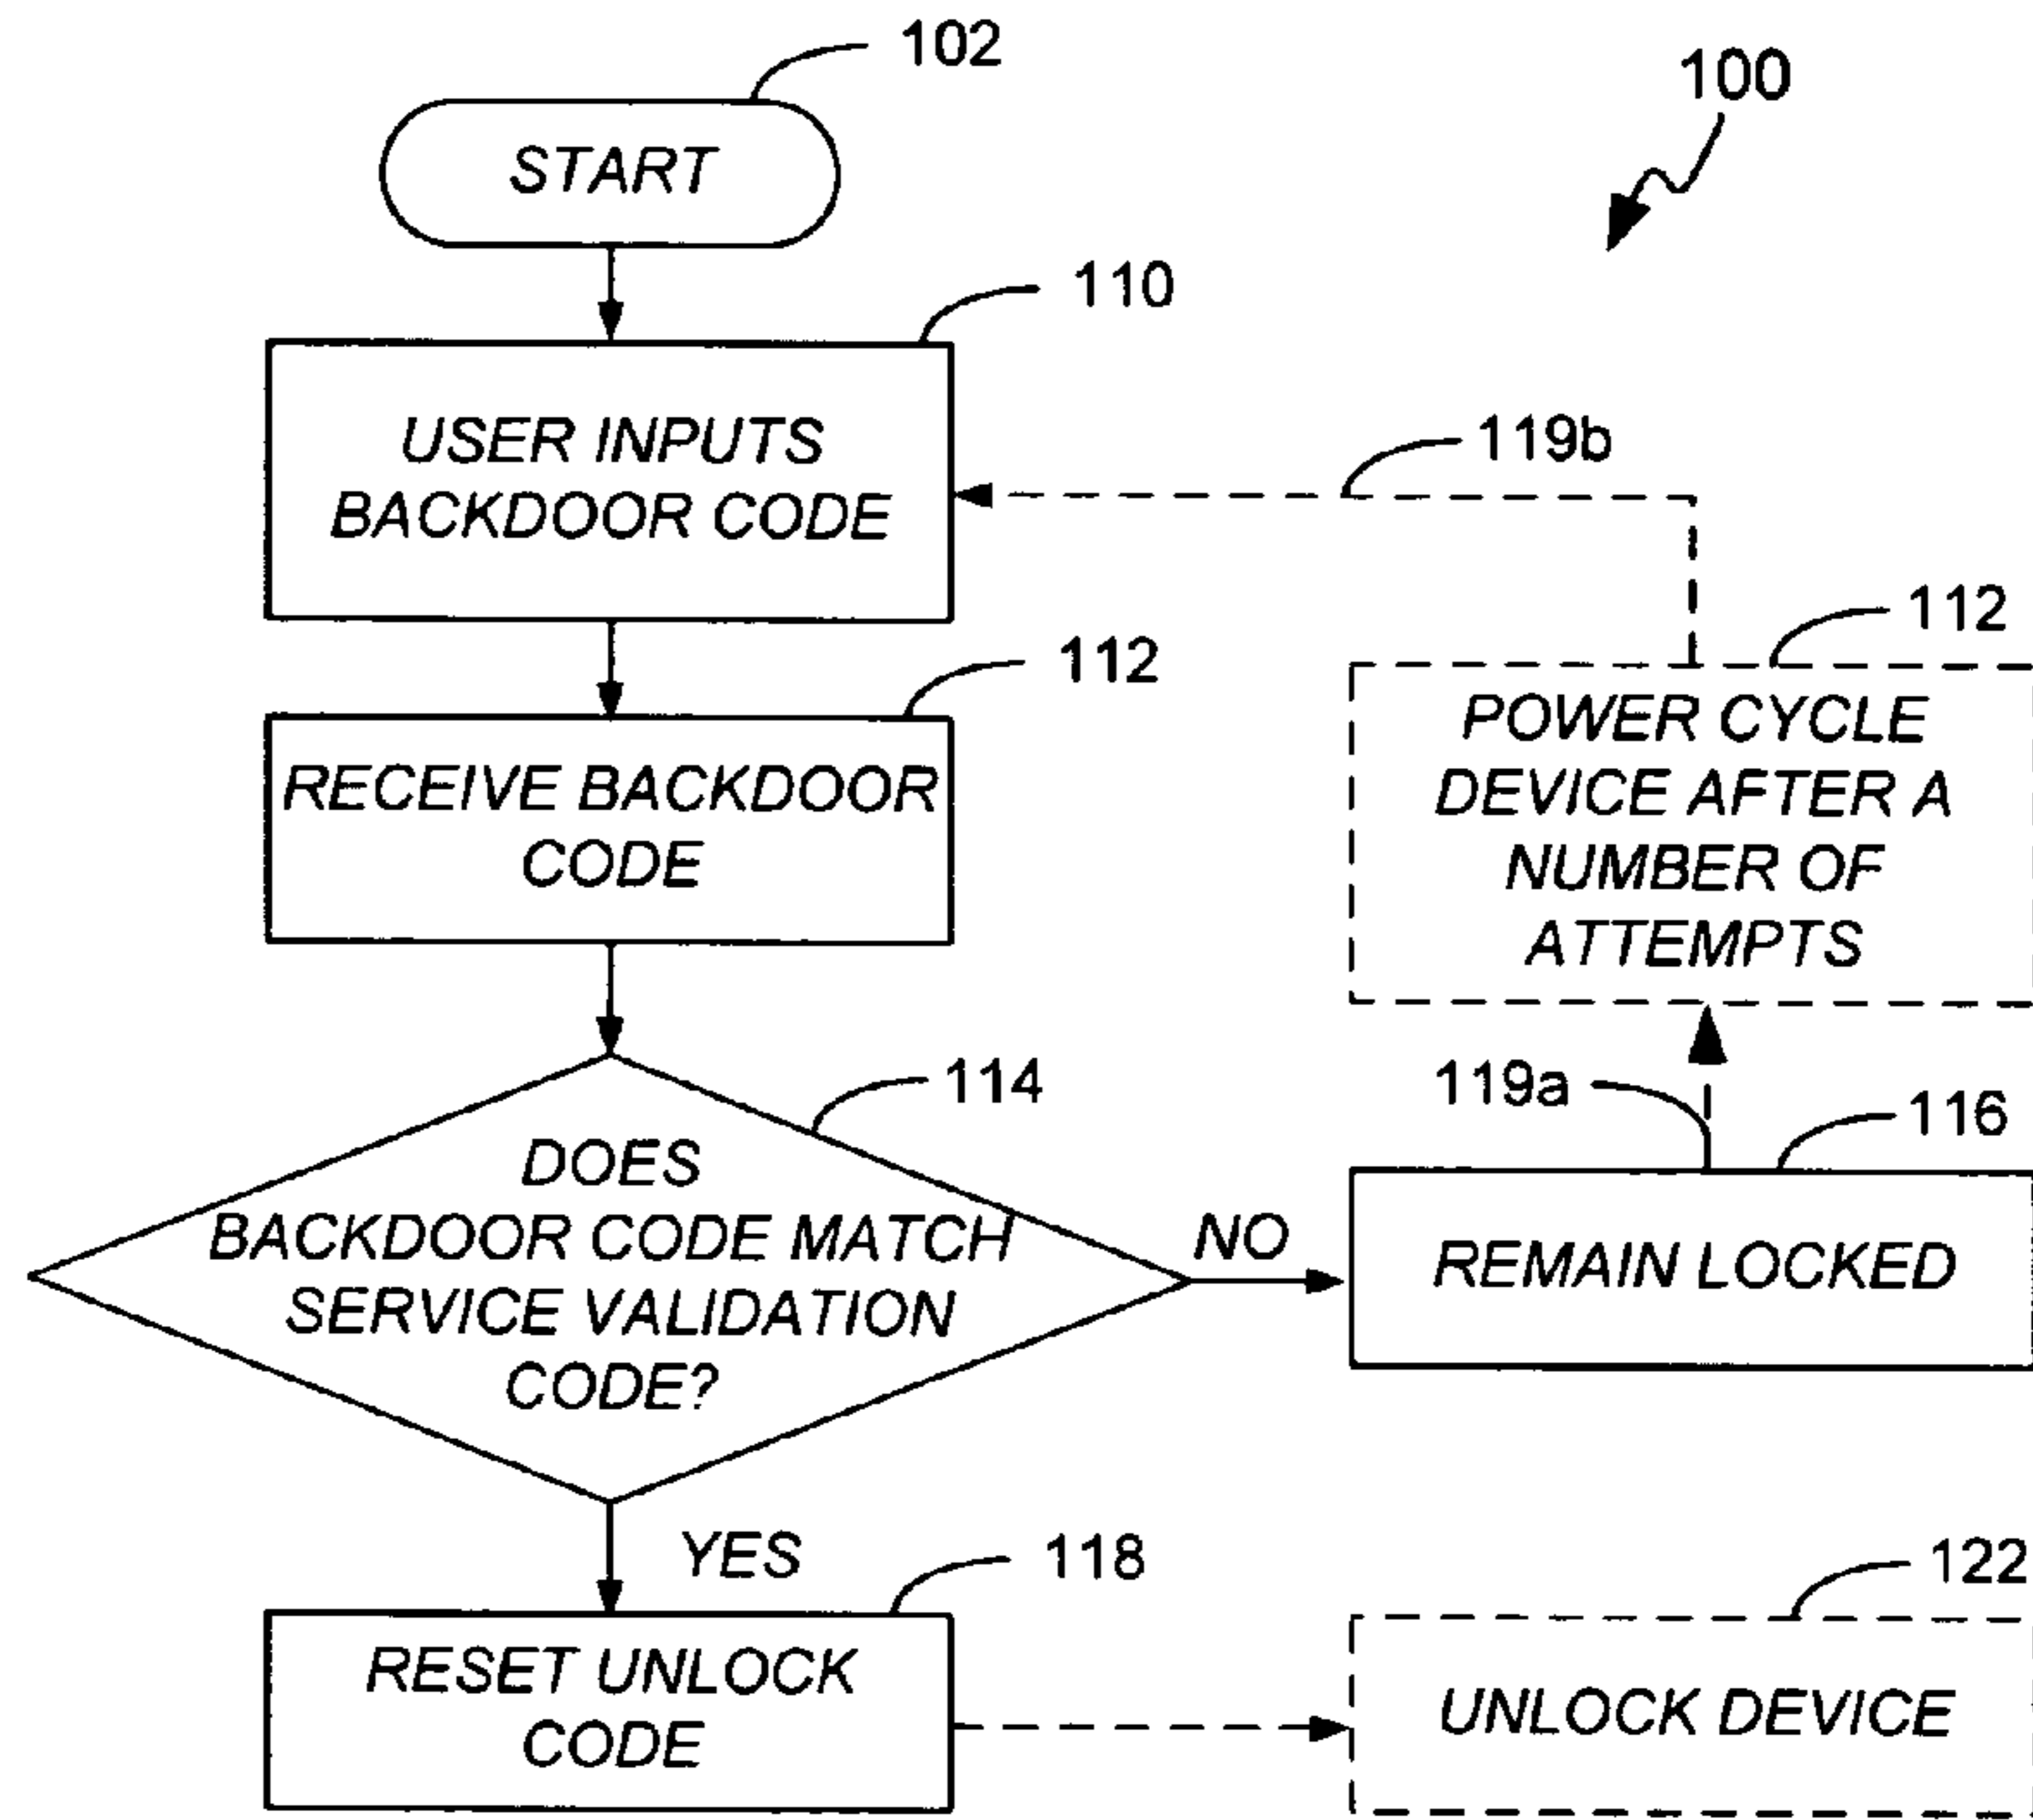 102
100
START
110
USER INPUTS
BACKDOOR CODE
119b
112
RECEIVE BACKDOOR
CODE
112
POWER CYCLE
DEVICE AFTER A
NUMBER OF
ATTEMPTS
114
DOES
BACKDOOR CODE MATCH
SERVICE VALIDATION
CODE?
NO
119a
116
REMAIN LOCKED
YES
118
RESET UNLOCK
CODE
122
UNLOCK DEVICE